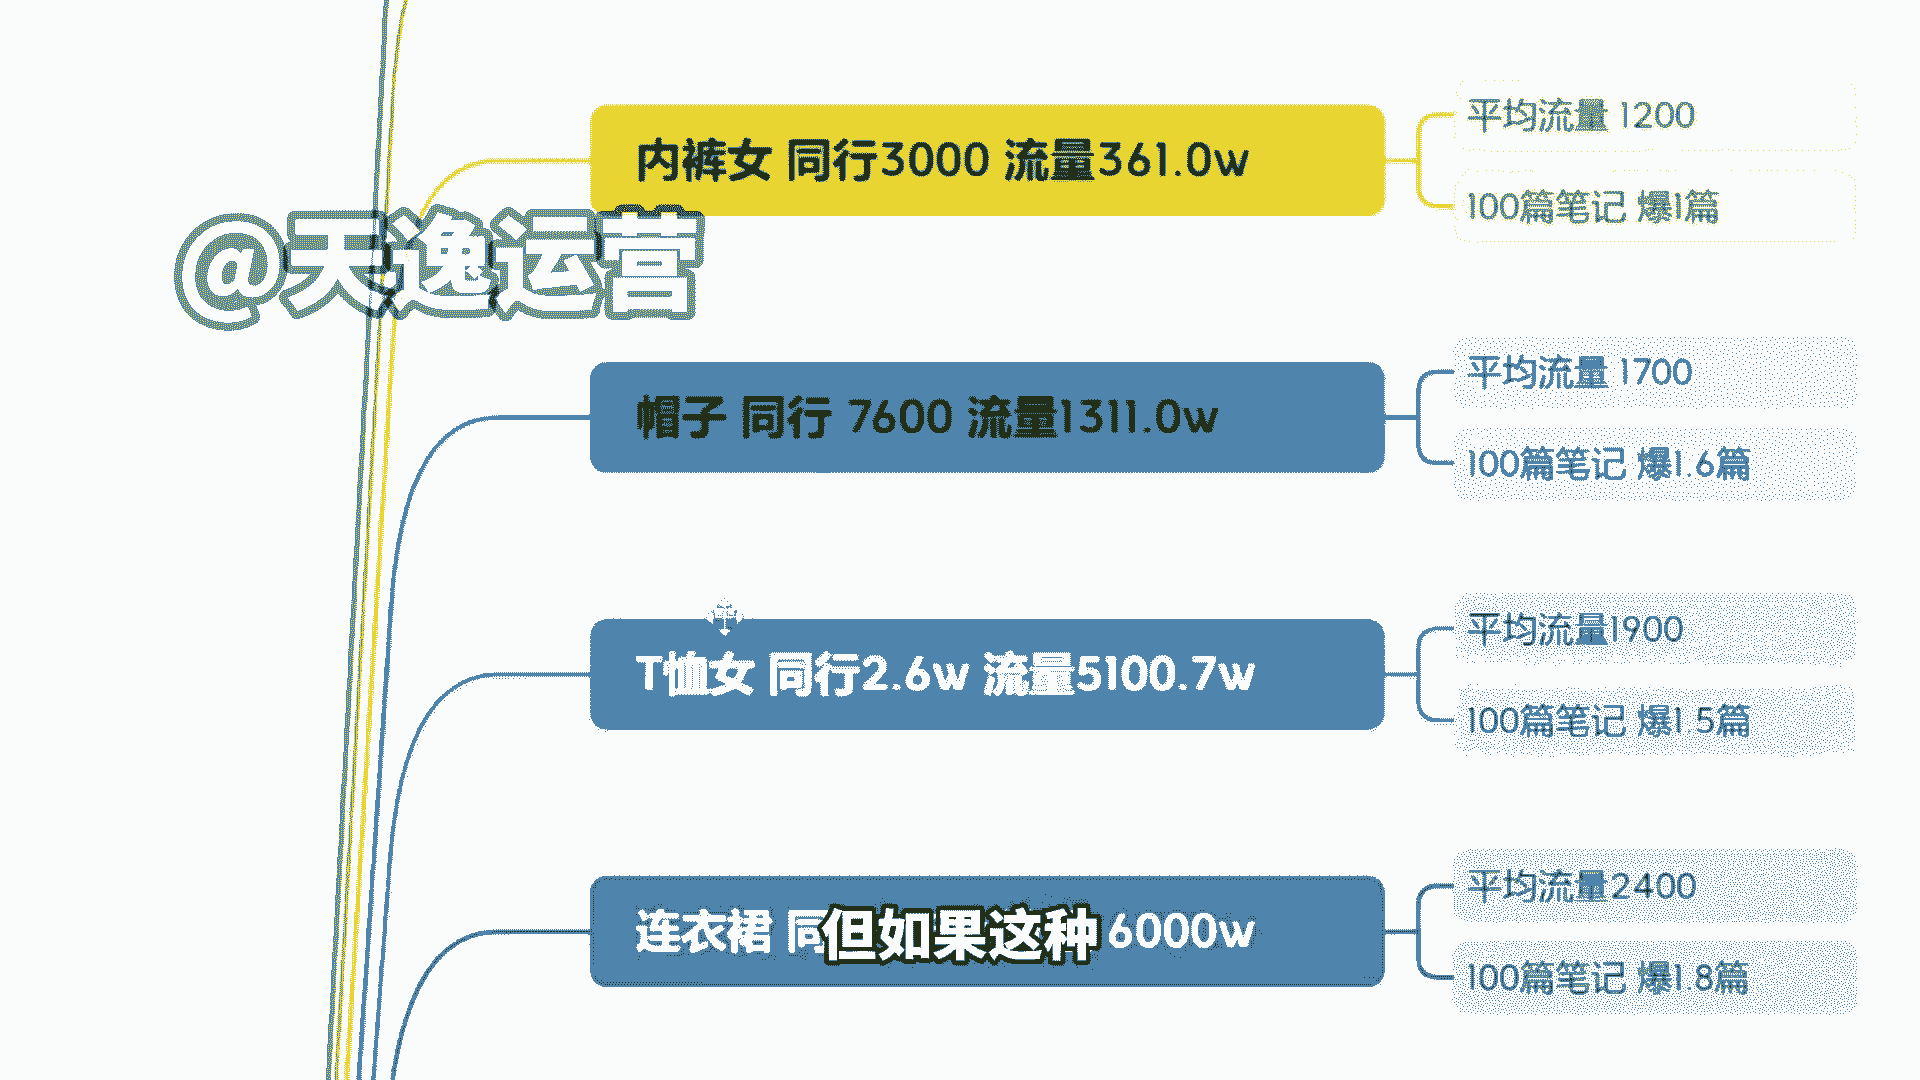 内裤女 同行3000 流量361.0w
平均流量 1200
100篇笔记 爆1篇
@天逸运营
帽子 同行 7600 流量1311.0w
平均流量 1700
100篇笔记 爆1.6篇
T恤女 同行2.6w 流量5100.7w
平均流量1900
100篇笔记 爆1.5篇
连衣裙 同
6000w
但如果这种
平均流量2400
100篇笔记 爆1.8篇